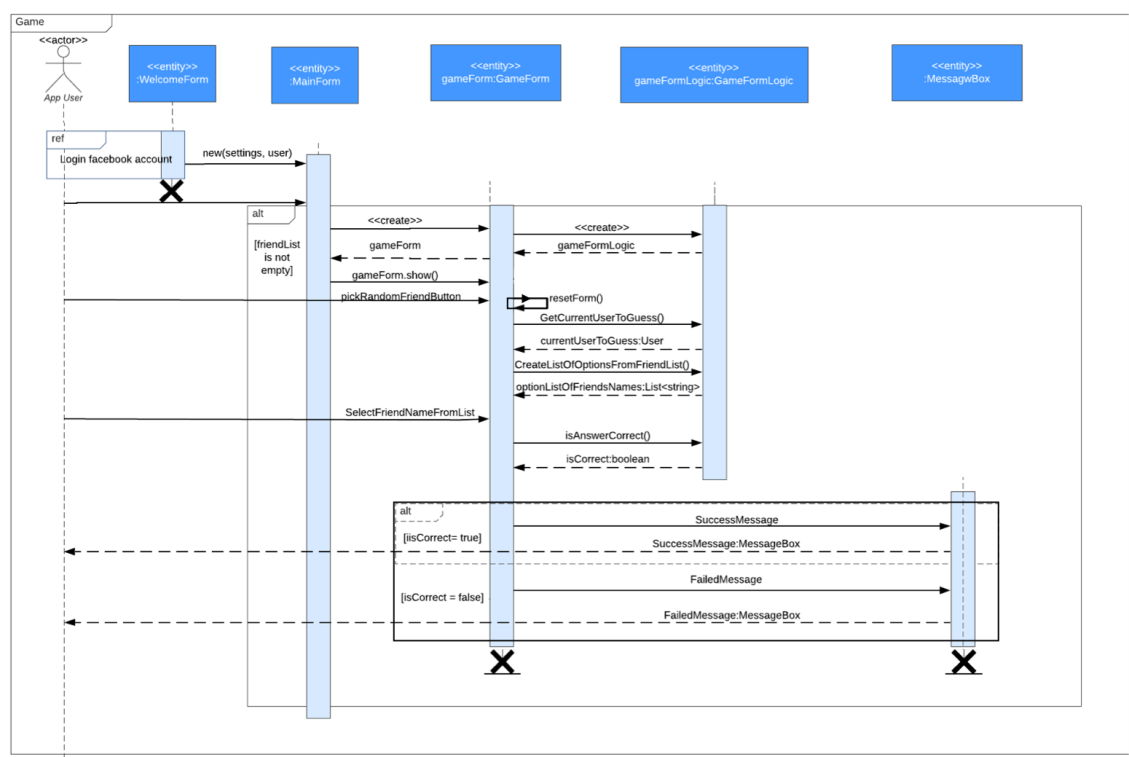 Game
<<actor>>
App User
<<entity>>
:WelcomeForm
<<entity>>
:MainForm
<<entity>>
gameForm:GameForm
<<entity>>
gameFormLogic:GameFormLogic
<<entity>>
:MessagwBox
ref
Login facebook account
new(settings, user)
alt
[friendList
is not
empty]
<<create>>
<<create>>
gameForm
gameFormLogic
gameForm.show()
pickRandomFriendButton
resetForm()
GetCurrentUserToGuess()
currentUserToGuess:User
CreateListOfOptionsFromFriendList()
optionListOfFriendsNames:List<string>
SelectFriendNameFromList
isAnswerCorrect()
isCorrect:boolean
alt
[iisCorrect= true]
SuccessMessage
SuccessMessage:MessageBox
FailedMessage
[isCorrect = false]
FailedMessage:MessageBox